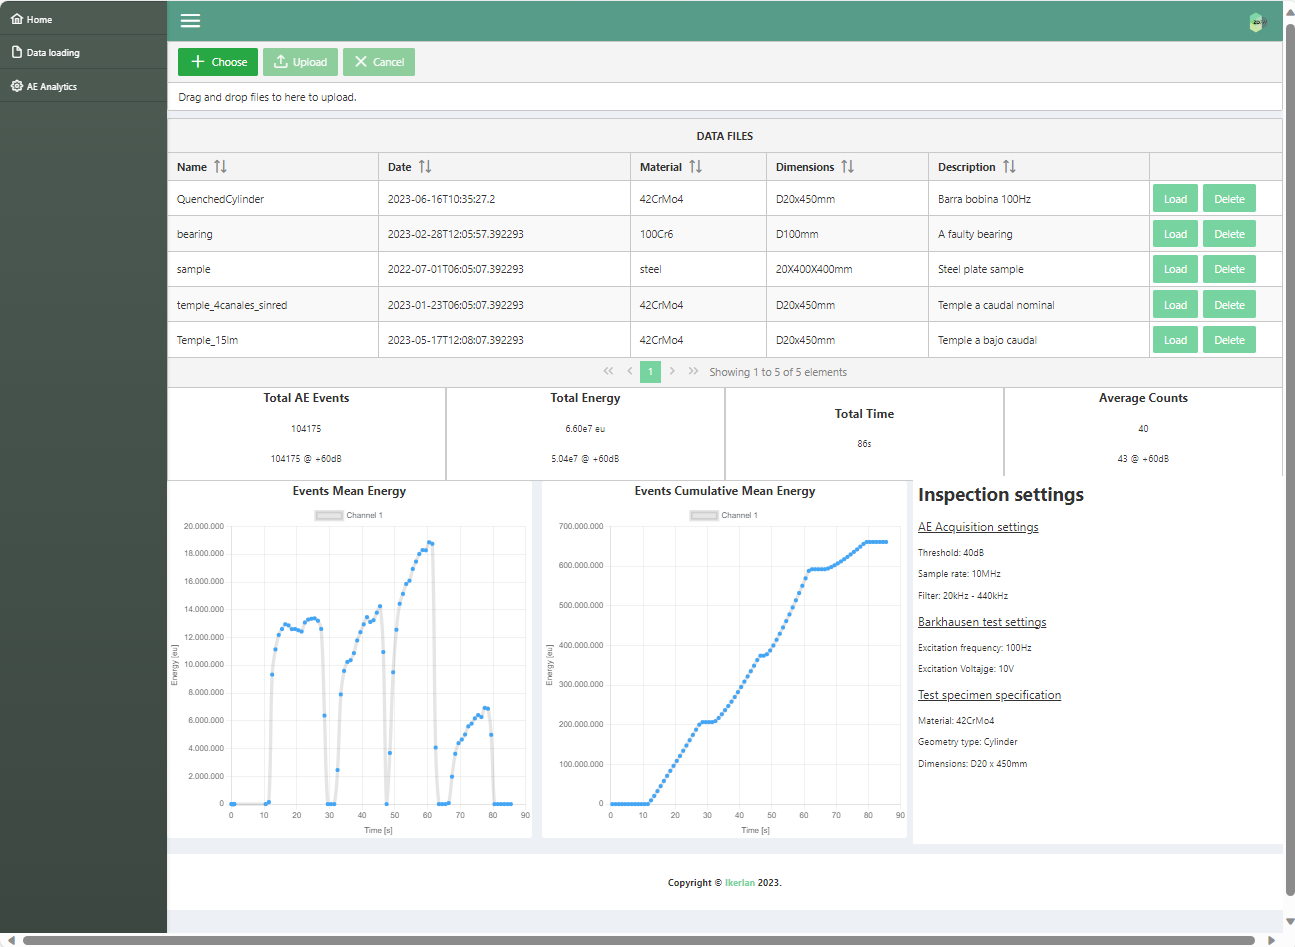 Home
Data loading
AE Analytics
Choose Upload Cancel
Drag and drop files to here to upload.
DATA FILES
Name Date Material Dimensions Description
QuenchedCylinder 2023-06-16T10:35:27.2 42CrMo4 D20x450mm Barra bobina 100Hz Load Delete
bearing 2023-02-28T12:05:57.392293 100Cr6 D100mm A faulty bearing Load Delete
sample 2022-07-01T06:05:07.392293 steel 20X400X400mm Steel plate sample Load Delete
temple_4canales_sinred 2023-01-23T06:05:07.392293 42CrMo4 D20x450mm Temple a caudal nominal Load Delete
Temple_15lm 2023-05-17T12:08:07.392293 42CrMo4 D20x450mm Temple a bajo caudal Load Delete
1 Showing 1 to 5 of 5 elements
Total AE Events
104175
104175 @ +60dB
Total Energy
6.60e7 eu
5.04e7 @ +60dB
Total Time
86s
Average Counts
40
43 @ +60dB
Events Mean Energy
Channel 1
20.000.000
18.000.000
16.000.000
14.000.000
12.000.000
10.000.000
8.000.000
6.000.000
4.000.000
2.000.000
0
Energy [eu]
0 10 20 30 40 50 60 70 80 90
Time [s]
Events Cumulative Mean Energy
Channel 1
700.000.000
600.000.000
500.000.000
400.000.000
300.000.000
200.000.000
100.000.000
0
Energy [eu]
0 10 20 30 40 50 60 70 80 90
Time [s]
Inspection settings
AE Acquisition settings
Threshold: 40dB
Sample rate: 10MHz
Filter: 20kHz - 440kHz
Barkhausen test settings
Excitation frequency: 100Hz
Excitation Voltajge: 10V
Test specimen specification
Material: 42CrMo4
Geometry type: Cylinder
Dimensions: D20 x 450mm
Copyright © Ikerlan 2023.